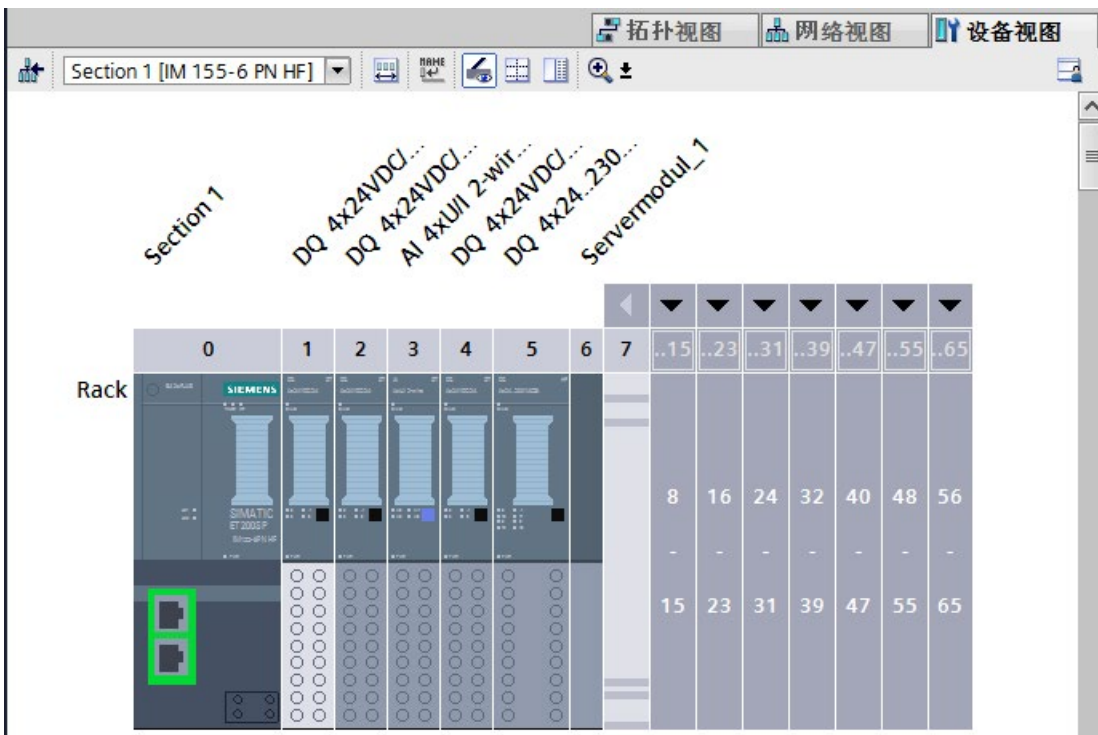 拓扑视图 网络视图 设备视图
Section 1 [IM 155-6 PN HF]
Section 1
DQ 4x24VDC/...
DQ 4x24VDC/...
AI 4xU/I 2-wir...
DQ 4x24VDC/...
DQ 4x24..230...
Servermodul_1
0 1 2 3 4 5 6 7 ..15 ..23 ..31 ..39 ..47 ..55 ..65
Rack
SIEMENS
8 16 24 32 40 48 56
- - - - - - -
15 23 31 39 47 55 65
SIMATIC
ET 200SP